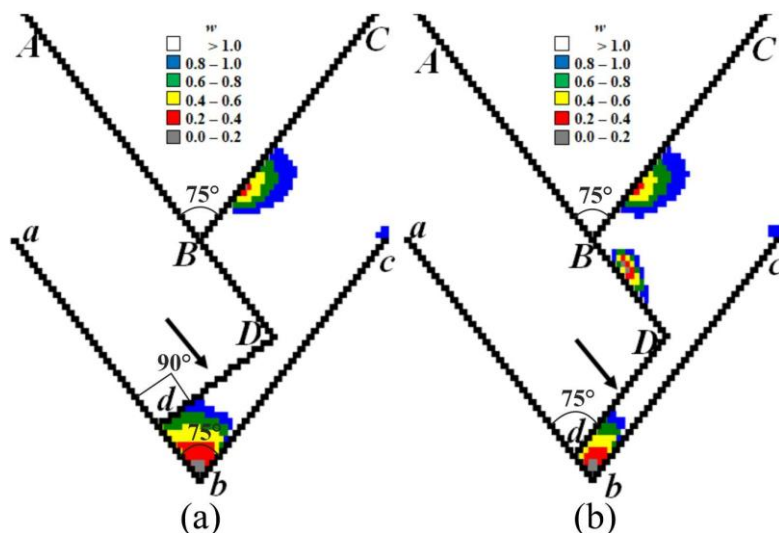 w
> 1.0
0.8 – 1.0
0.6 – 0.8
0.4 – 0.6
0.2 – 0.4
0.0 – 0.2
A
C
75°
B
a
c
D
90°
d
75°
b
(a)
w
> 1.0
0.8 – 1.0
0.6 – 0.8
0.4 – 0.6
0.2 – 0.4
0.0 – 0.2
A
C
75°
B
a
c
D
75°
d
b
(b)